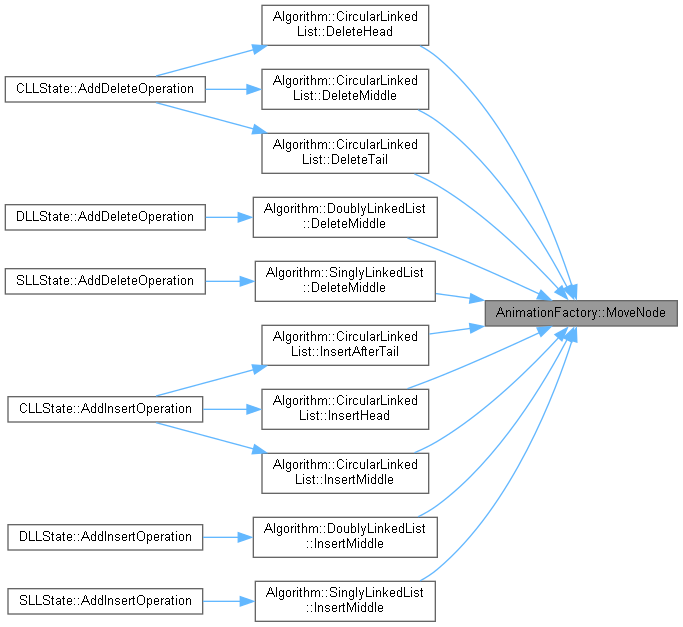 Algorithm::CircularLinked
List::DeleteHead
CLLState::AddDeleteOperation
Algorithm::CircularLinked
List::DeleteMiddle
Algorithm::CircularLinked
List::DeleteTail
DLLState::AddDeleteOperation
Algorithm::DoublyLinkedList
::DeleteMiddle
SLLState::AddDeleteOperation
Algorithm::SinglyLinkedList
::DeleteMiddle
AnimationFactory::MoveNode
Algorithm::CircularLinked
List::InsertAfterTail
CLLState::AddInsertOperation
Algorithm::CircularLinked
List::InsertHead
Algorithm::CircularLinked
List::InsertMiddle
DLLState::AddInsertOperation
Algorithm::DoublyLinkedList
::InsertMiddle
SLLState::AddInsertOperation
Algorithm::SinglyLinkedList
::InsertMiddle